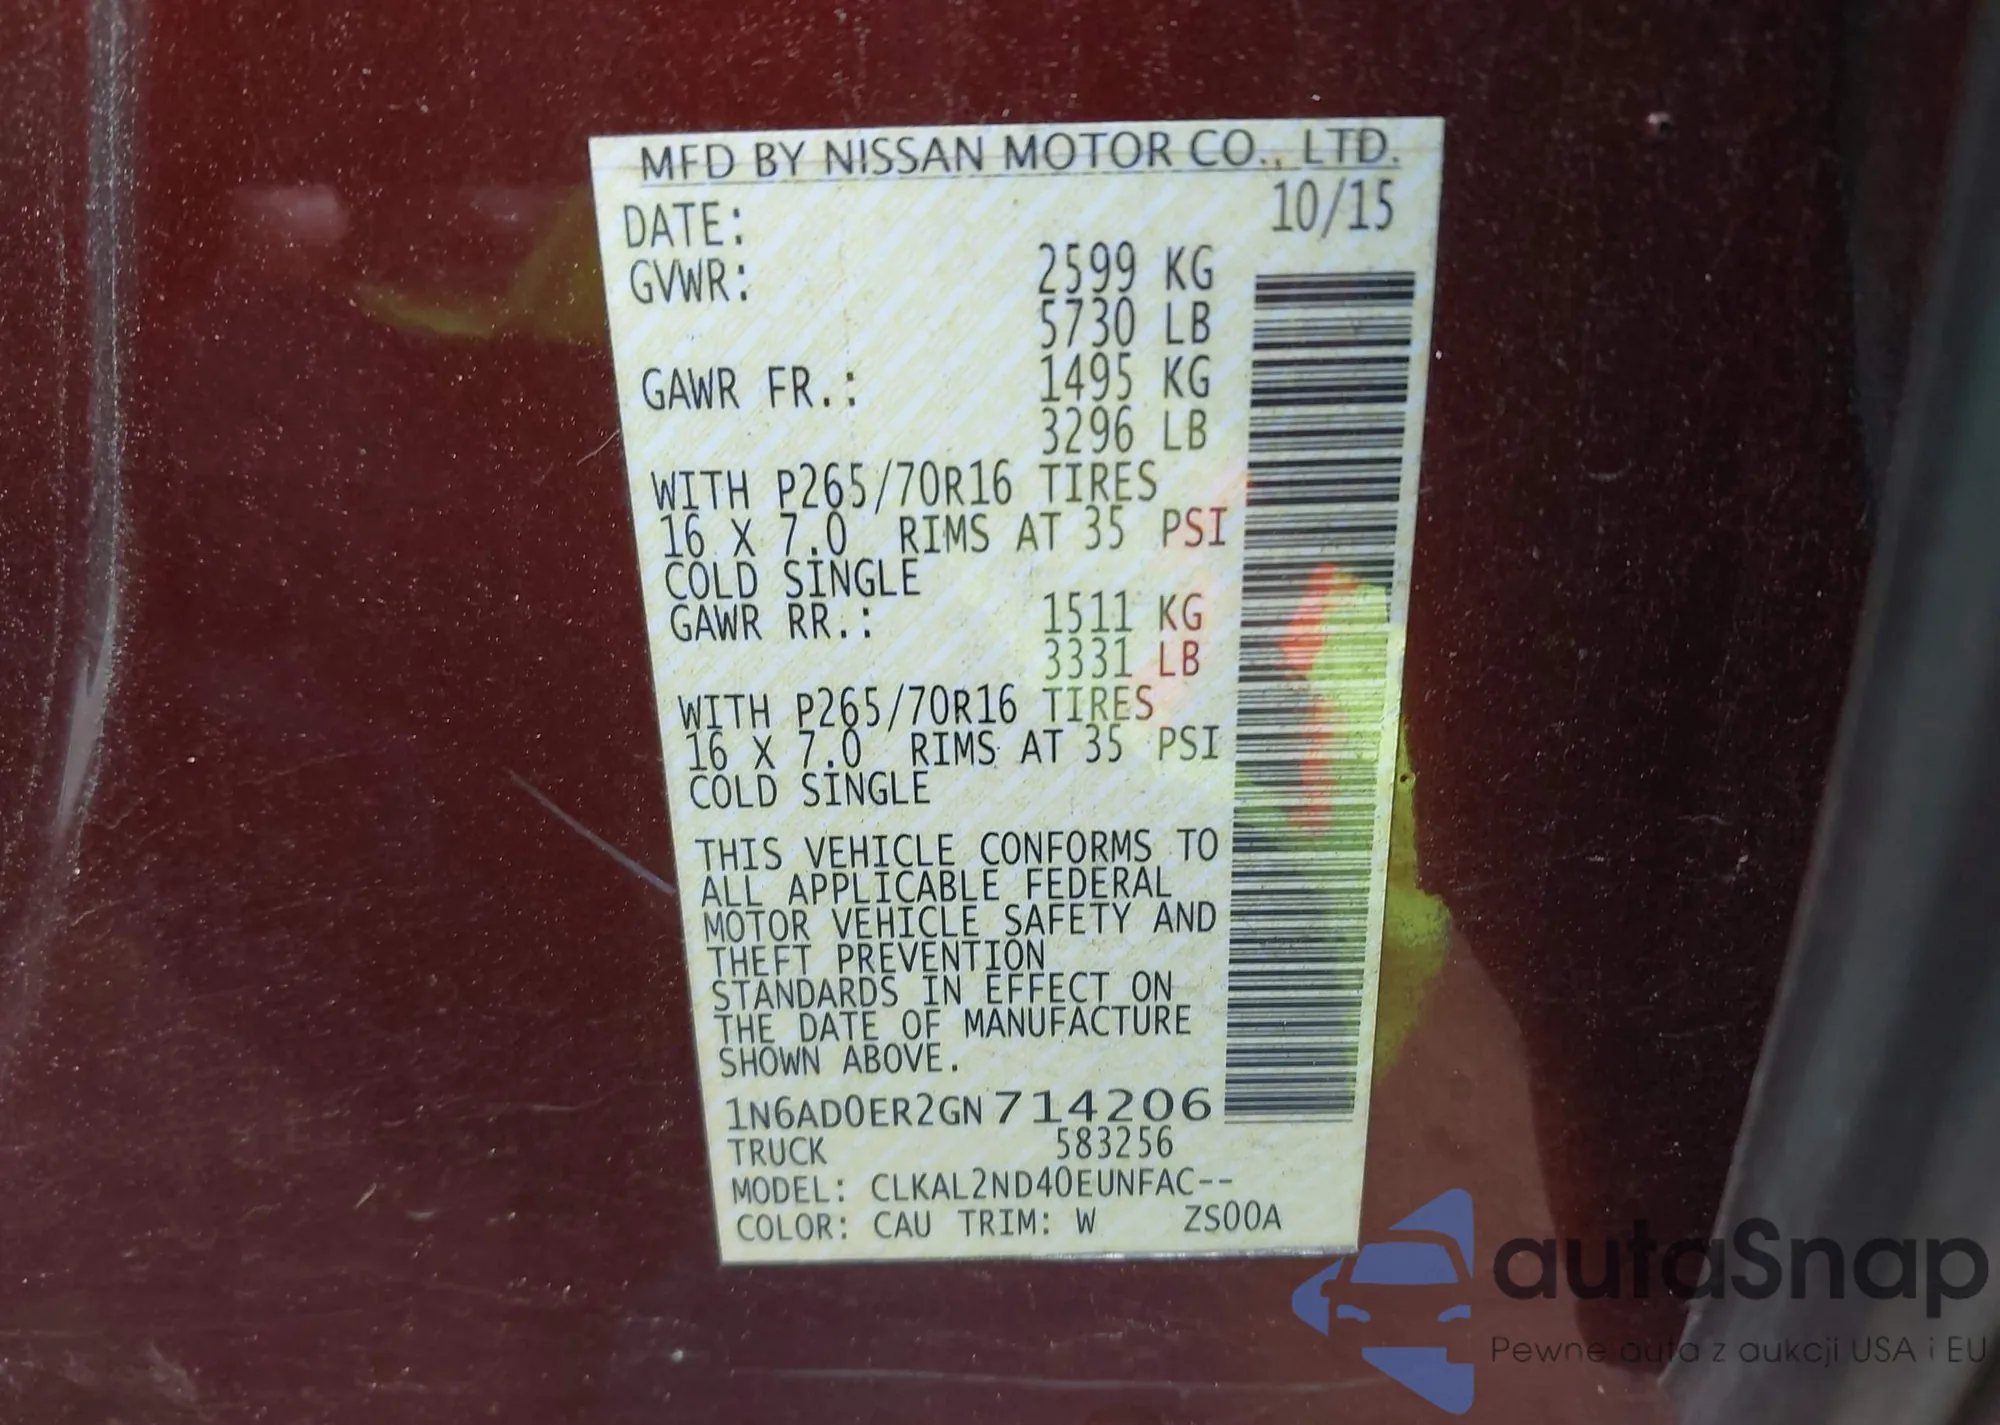 MFD BY NISSAN MOTOR CO., LTD.
DATE: 10/15
GVWR: 2599 KG
5730 LB
GAWR FR.: 1495 KG
3296 LB
WITH P265/70R16 TIRES
16 X 7.0 RIMS AT 35 PSI
COLD SINGLE
GAWR RR.: 1511 KG
3331 LB
WITH P265/70R16 TIRES
16 X 7.0 RIMS AT 35 PSI
COLD SINGLE
THIS VEHICLE CONFORMS TO
ALL APPLICABLE FEDERAL
MOTOR VEHICLE SAFETY AND
THEFT PREVENTION
STANDARDS IN EFFECT ON
THE DATE OF MANUFACTURE
SHOWN ABOVE.
1N6AD0ER2GN714206
TRUCK 583256
MODEL: CLKAL2ND40EUNFAC--
COLOR: CAU TRIM: W ZS00A
autaSnap
Pewne auta z aukcji USA i EU